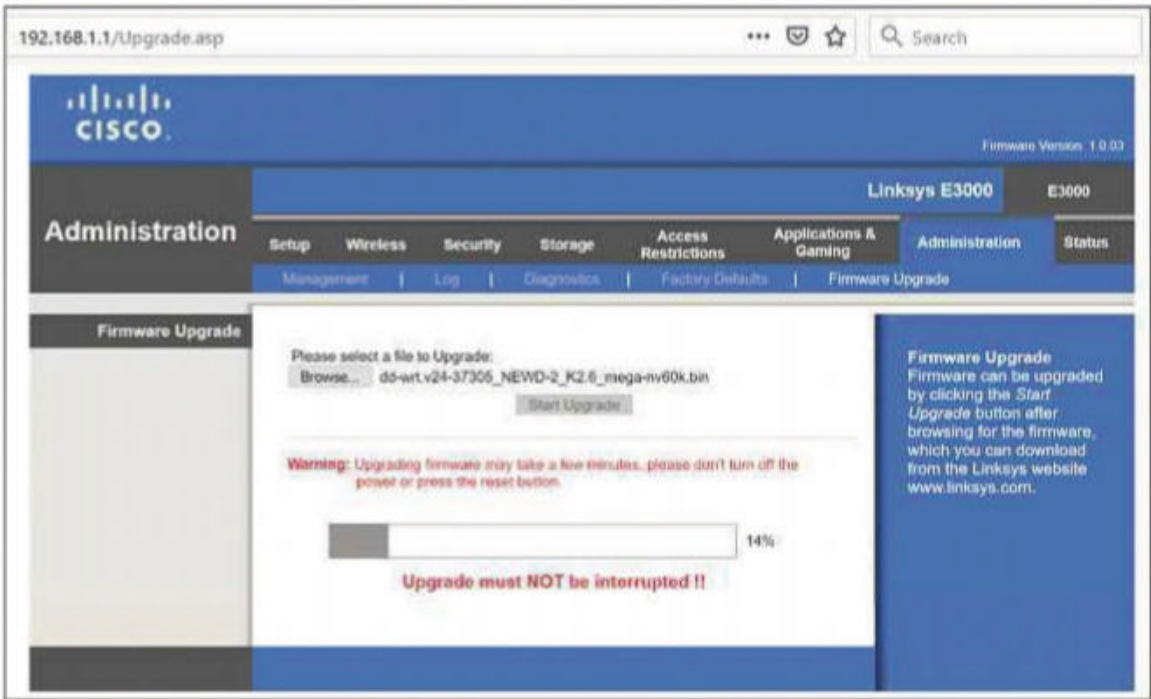 192.168.1.1/Upgrade.asp
Search
CISCO.
Firmware Version: 1.0.03
Linksys E3000 E3000
Administration
Setup Wireless Security Storage Access Restrictions Applications & Gaming Administration Status
Management | Log | Diagnostics | Factory Defaults | Firmware Upgrade
Firmware Upgrade
Please select a file to Upgrade:
Browse... dd-wrt.v24-37305_NEWD-2_K2.6_mega-nv60k.bin
Start Upgrade
Warning: Upgrading firmware may take a few minutes, please don't turn off the
power or press the reset button.
14%
Upgrade must NOT be interrupted !!
Firmware Upgrade
Firmware can be upgraded
by clicking the Start
Upgrade button after
browsing for the firmware,
which you can download
from the Linksys website
www.linksys.com.